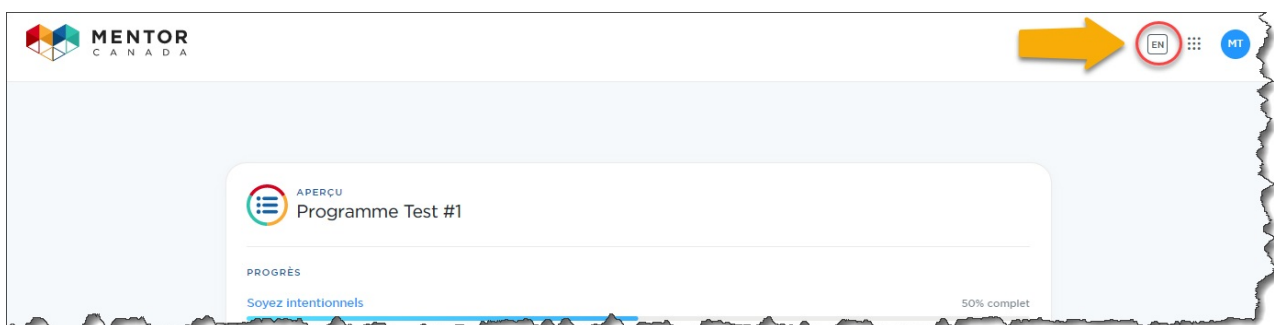 MENTOR
CANADA
EN
MT
APERÇU
Programme Test #1
PROGRÈS
Soyez intentionnels
50% complet